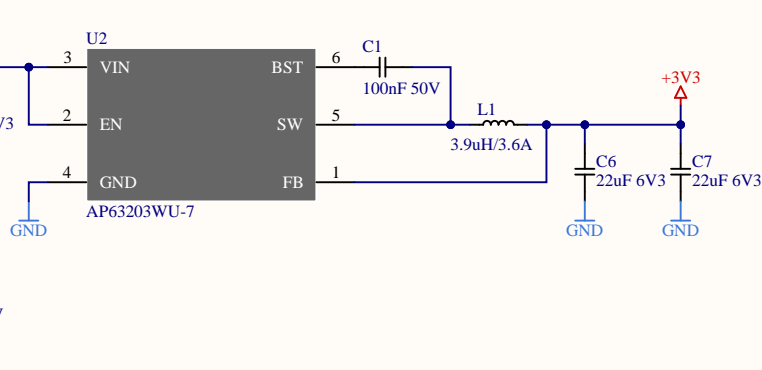 U2
3 VIN BST 6 C1
100nF 50V
+3V3
V3 2 EN SW 5 L1
3.9uH/3.6A
4 GND FB 1 C6 C7
22uF 6V3 22uF 6V3
AP63203WU-7
GND GND GND